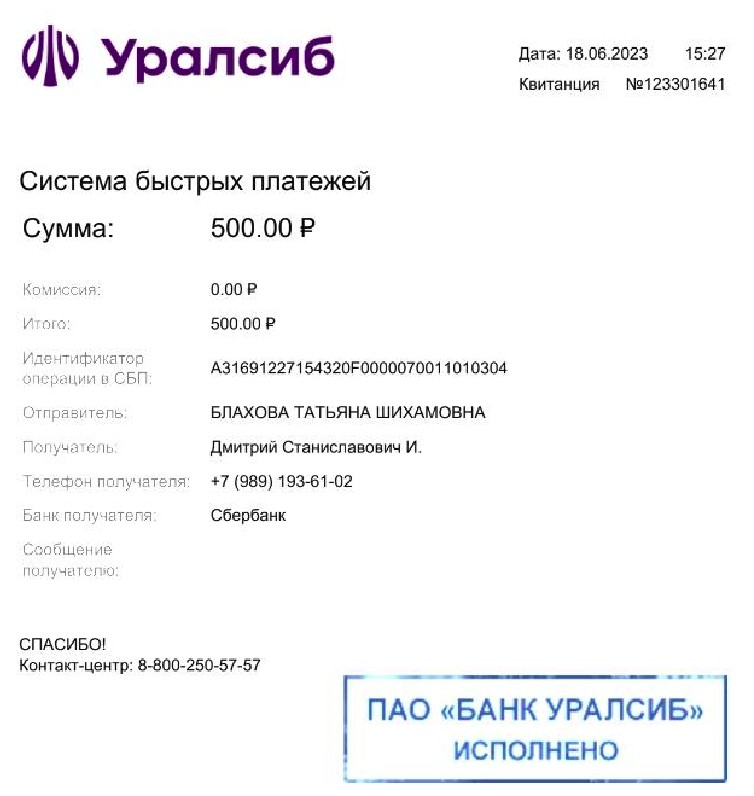 Уралсиб
Дата: 18.06.2023 15:27
Квитанция №123301641
Система быстрых платежей
Сумма: 500.00 ₽
Комиссия: 0.00 ₽
Итого: 500.00 ₽
Идентификатор
операции в СБП: A31691227154320F0000070011010304
Отправитель: БЛАХОВА ТАТЬЯНА ШИХАМОВНА
Получатель: Дмитрий Станиславович И.
Телефон получателя: +7 (989) 193-61-02
Банк получателя: Сбербанк
Сообщение
получателю:
СПАСИБО!
Контакт-центр: 8-800-250-57-57
ПАО «БАНК УРАЛСИБ»
ИСПОЛНЕНО